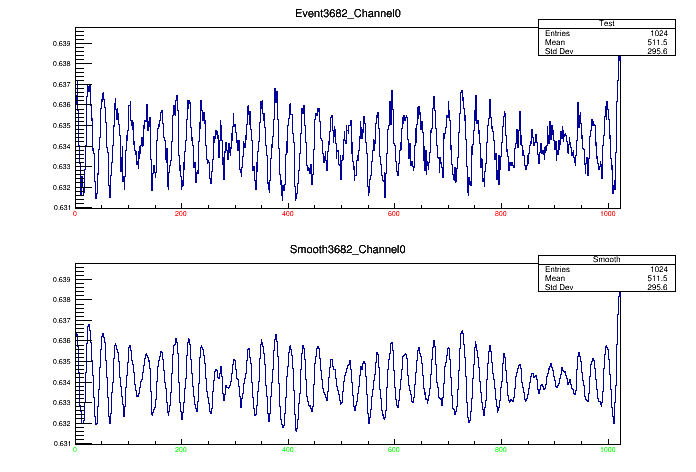 Event3682_Channel0
Test
Entries 1024
Mean 511.5
Std Dev 295.6
0.639
0.638
0.637
0.636
0.635
0.634
0.633
0.632
0.631
0 200 400 600 800 1000
Smooth3682_Channel0
Smooth
Entries 1024
Mean 511.5
Std Dev 295.6
0.639
0.638
0.637
0.636
0.635
0.634
0.633
0.632
0.631
0 200 400 600 800 1000